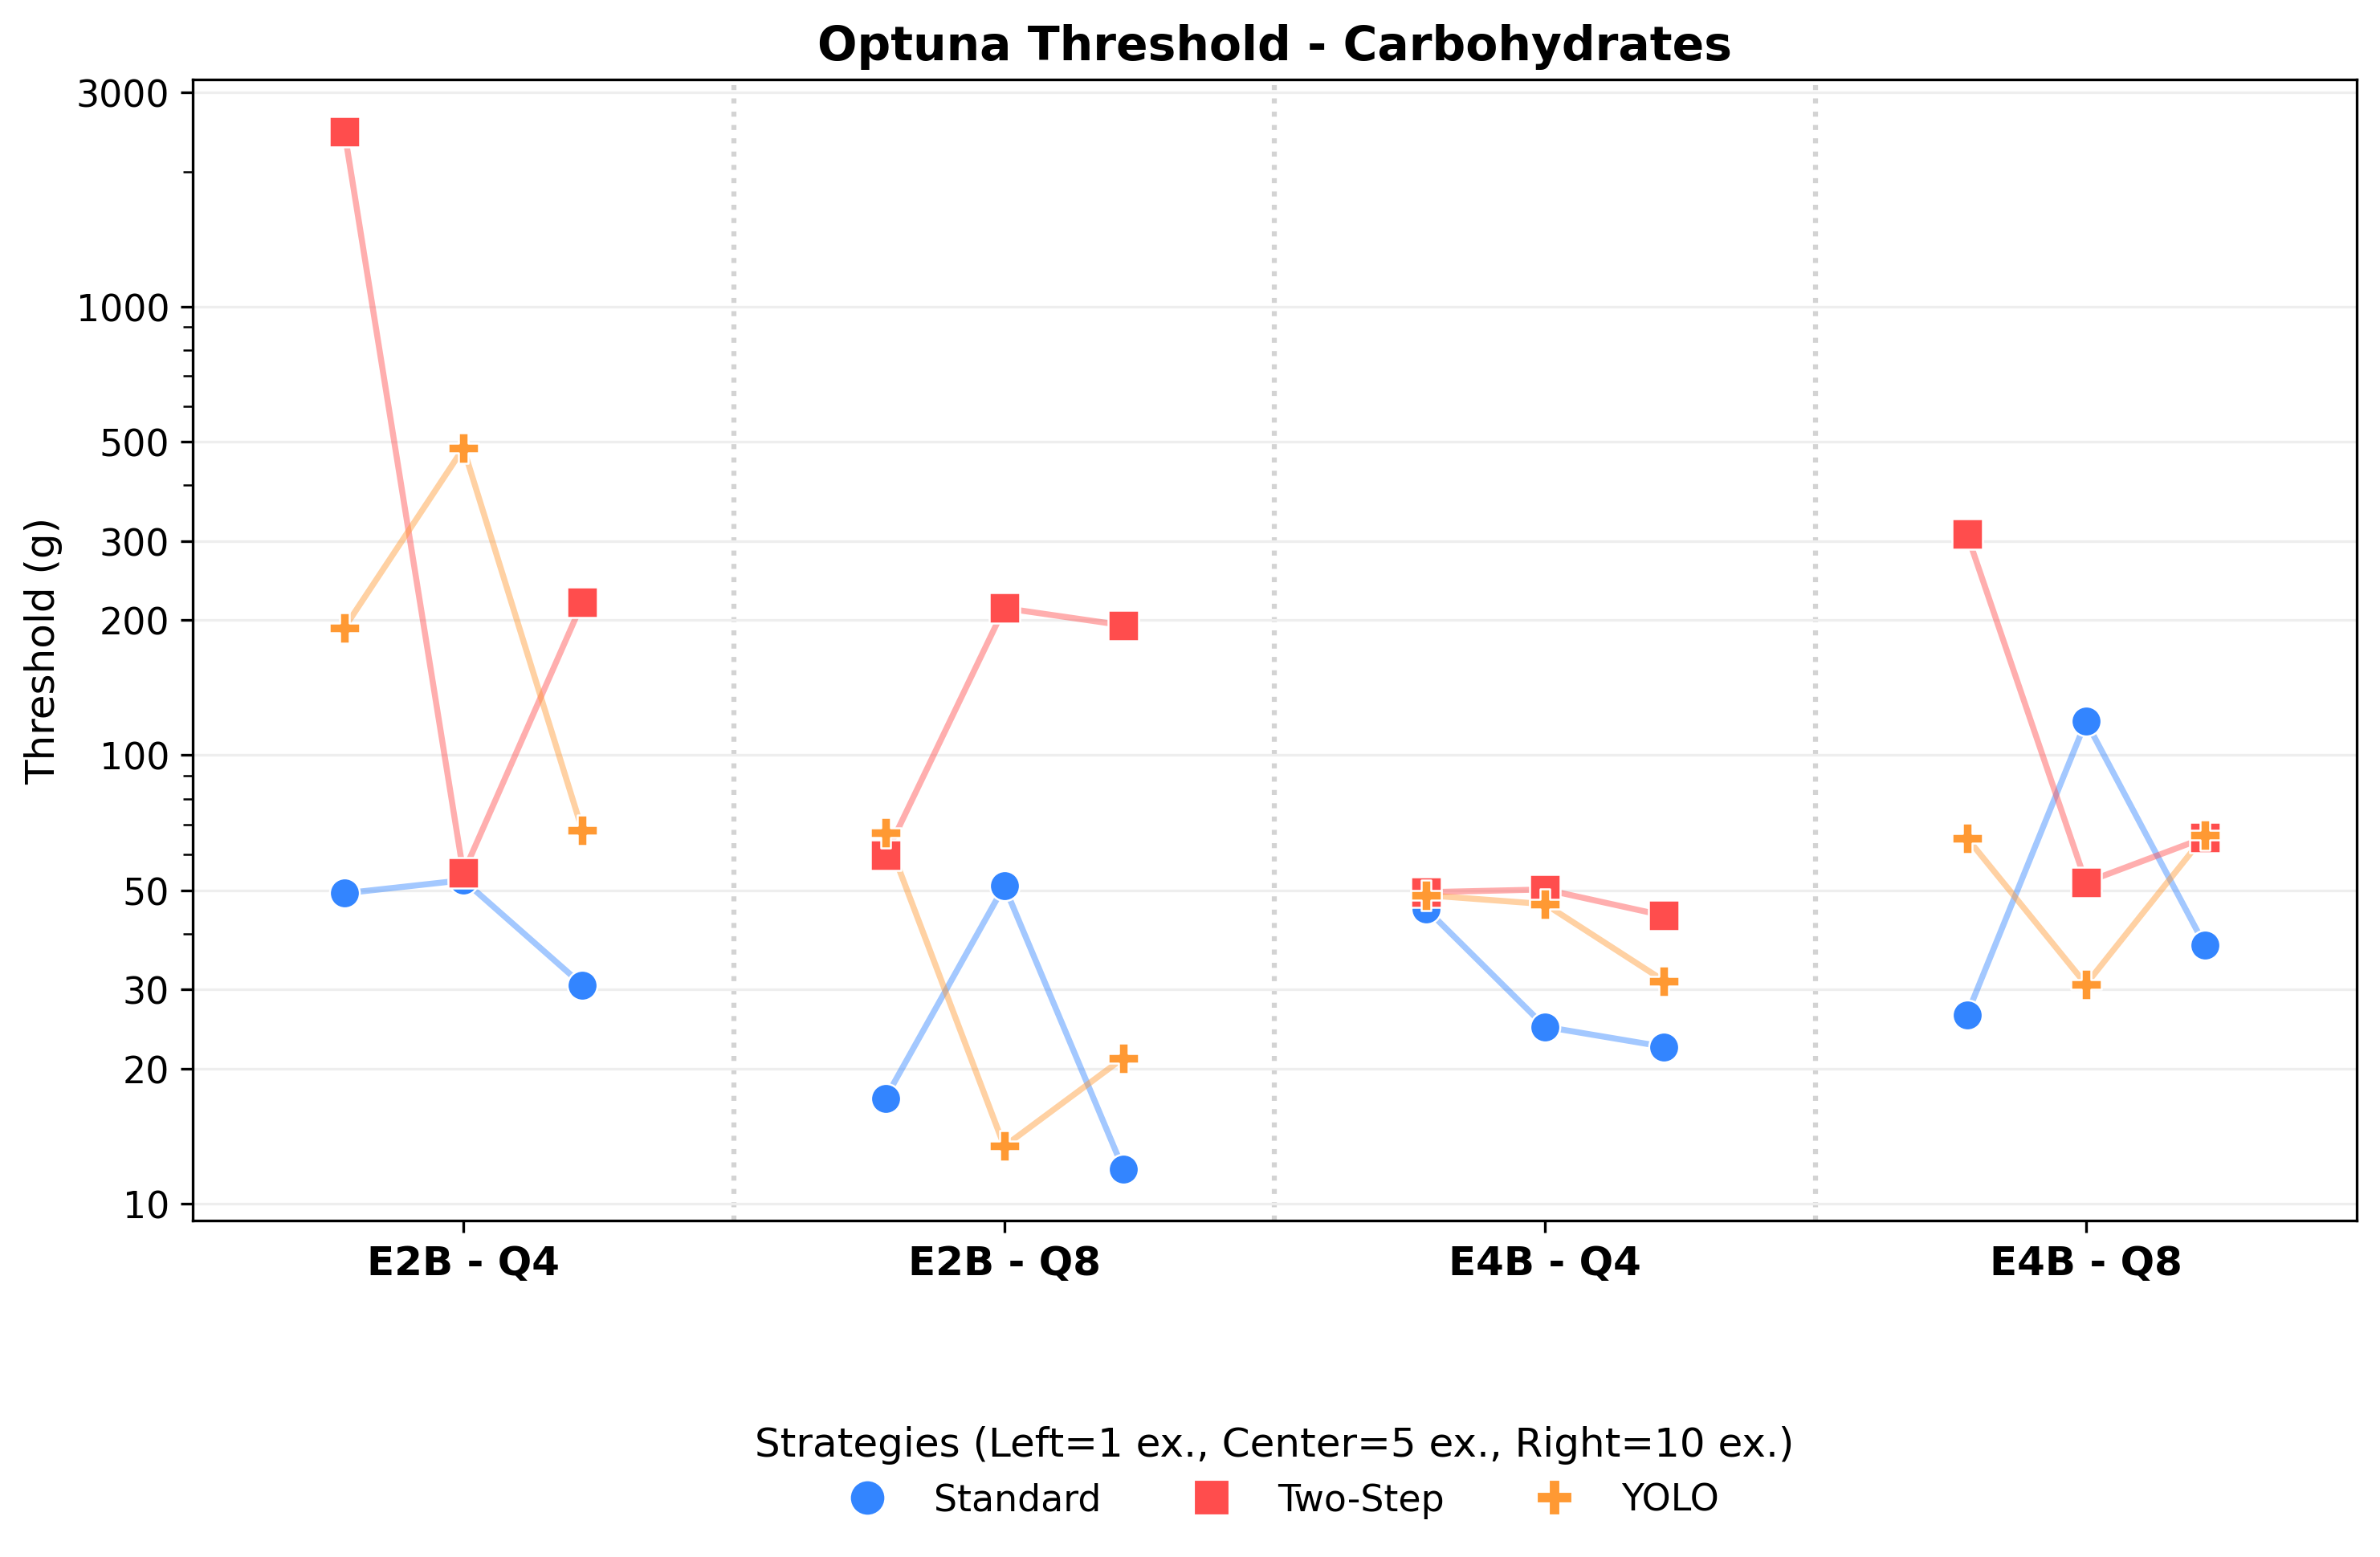 Optuna Threshold - Carbohydrates
Threshold (g)
3000
1000
500
300
200
100
50
30
20
10
E2B - Q4 E2B - Q8 E4B - Q4 E4B - Q8
Strategies (Left=1 ex., Center=5 ex., Right=10 ex.)
Standard Two-Step YOLO